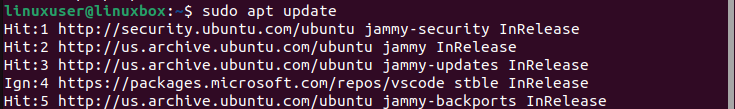 linuxuser@linuxbox:~$ sudo apt update
Hit:1 http://security.ubuntu.com/ubuntu jammy-security InRelease
Hit:2 http://us.archive.ubuntu.com/ubuntu jammy InRelease
Hit:3 http://us.archive.ubuntu.com/ubuntu jammy-updates InRelease
Ign:4 https://packages.microsoft.com/repos/vscode stble InRelease
Hit:5 http://us.archive.ubuntu.com/ubuntu jammy-backports InRelease